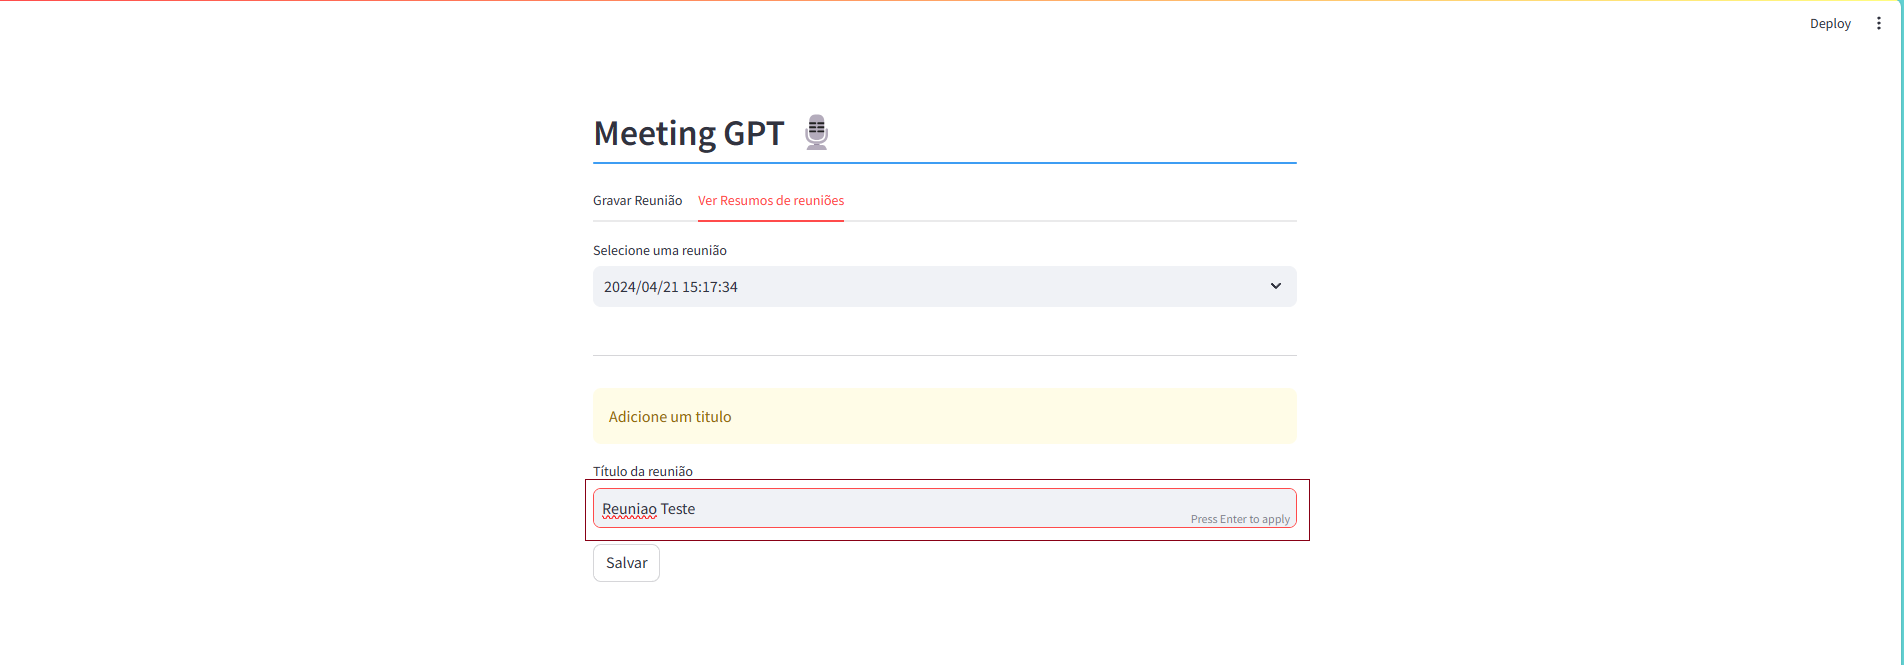 Deploy
Meeting GPT
Gravar Reunião Ver Resumos de reuniões
Selecione uma reunião
2024/04/21 15:17:34
Adicione um titulo
Título da reunião
Reuniao Teste
Press Enter to apply
Salvar